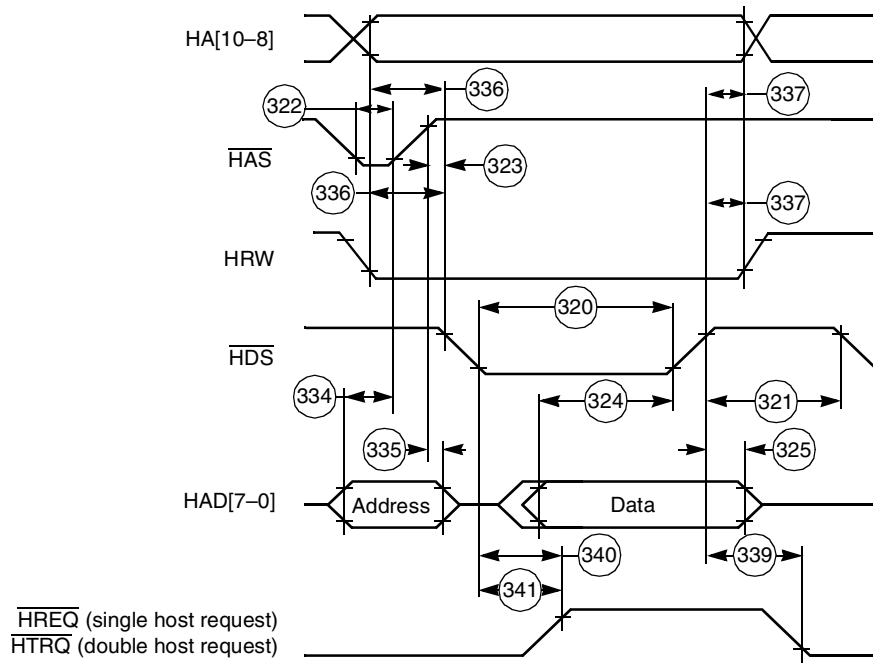 HA[10–8]
336
337
322
HAS
323
336
337
HRW
320
HDS
334
324
321
335
325
HAD[7–0]
Address
Data
340
339
341
HREQ (single host request)
HTRQ (double host request)